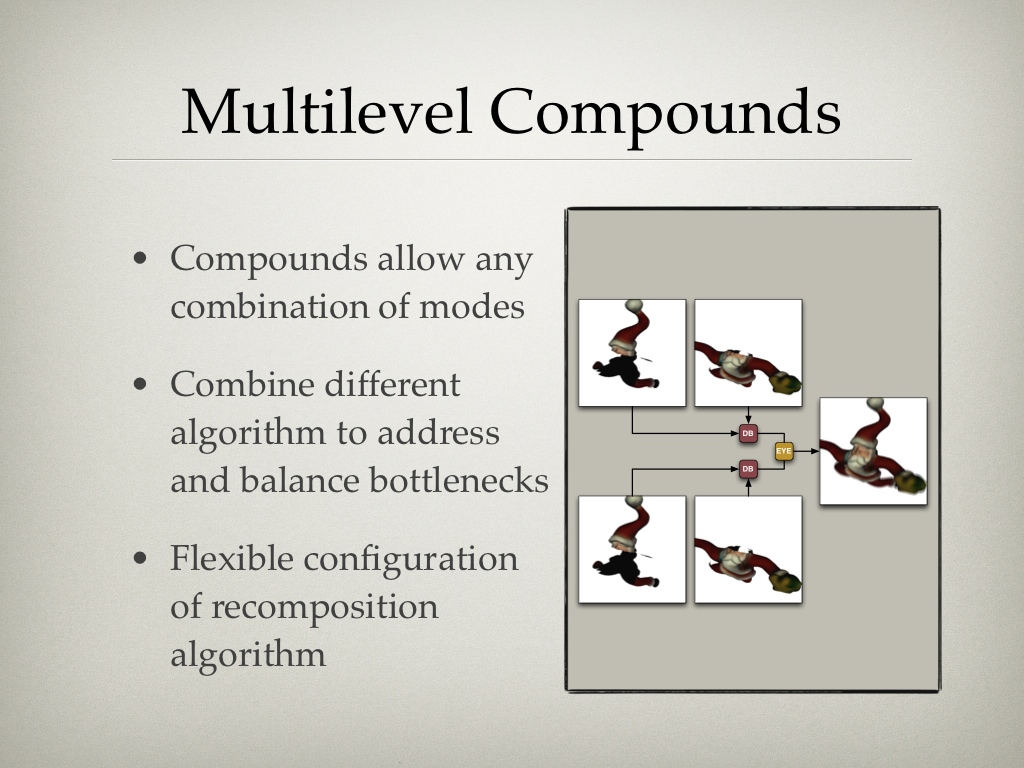 Multilevel Compounds
• Compounds allow any
combination of modes
• Combine different
algorithm to address
and balance bottlenecks
• Flexible configuration
of recomposition
algorithm
DB
EYE
DB